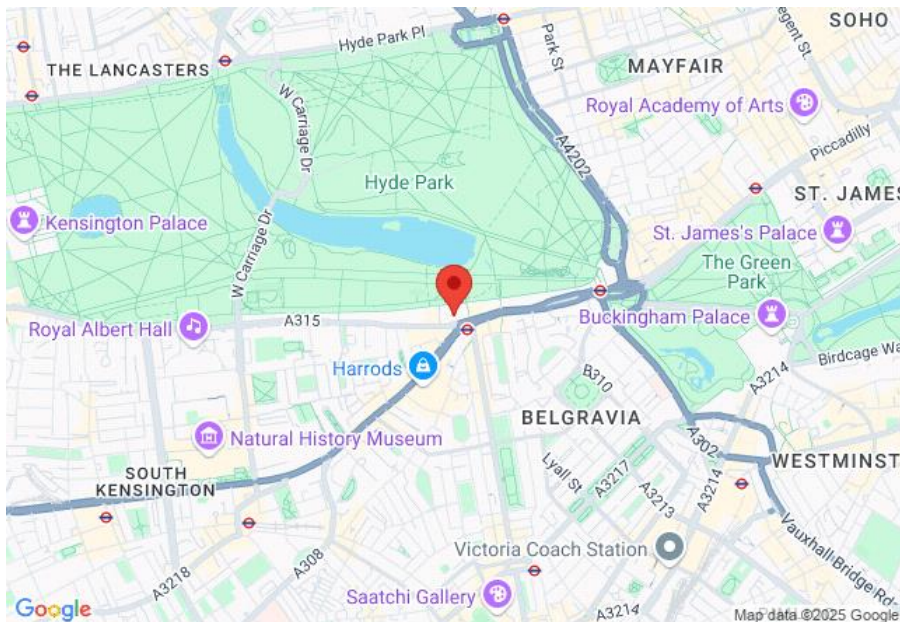 SOHO
Hyde Park Pl
Park St
egent St.
THE LANCASTERS
MAYFAIR
W Carriage Dr
Royal Academy of Arts
A4202
Piccadilly
Hyde Park
ST. JAMES
Kensington Palace
W Carriage Dr
St. James's Palace
The Green
Park
Royal Albert Hall
A315
Buckingham Palace
Harrods
Birdcage Wa
A3214
B310
BELGRAVIA
Natural History Museum
A302
WESTMINST
SOUTH
KENSINGTON
Lyall St
A3217
A3213
A3214
Victoria Coach Station
Vauxhall Bridge Rd
A308
A3218
Saatchi Gallery
A3214
Google
Map data ©2025 Google